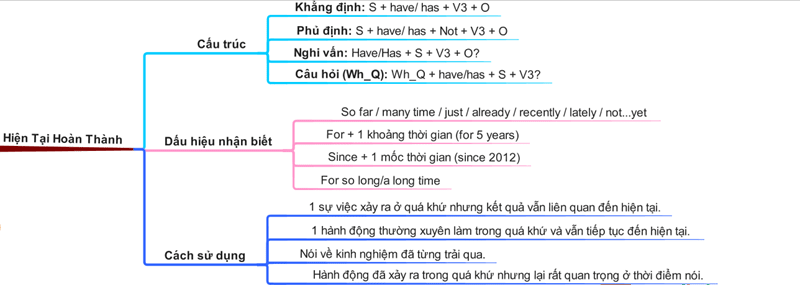 Hiện Tại Hoàn Thành
Cấu trúc
Khẳng định: S + have/ has + V3 + O
Phủ định: S + have/ has + Not + V3 + O
Nghi vấn: Have/Has + S + V3 + O?
Câu hỏi (Wh_Q): Wh_Q + have/has + S + V3?
Dấu hiệu nhận biết
So far / many time / just / already / recently / lately / not...yet
For + 1 khoảng thời gian (for 5 years)
Since + 1 mốc thời gian (since 2012)
For so long/a long time
Cách sử dụng
1 sự việc xảy ra ở quá khứ nhưng kết quả vẫn liên quan đến hiện tại.
1 hành động thường xuyên làm trong quá khứ và vẫn tiếp tục đến hiện tại.
Nói về kinh nghiệm đã từng trải qua.
Hành động đã xảy ra trong quá khứ nhưng lại rất quan trọng ở thời điểm nói.